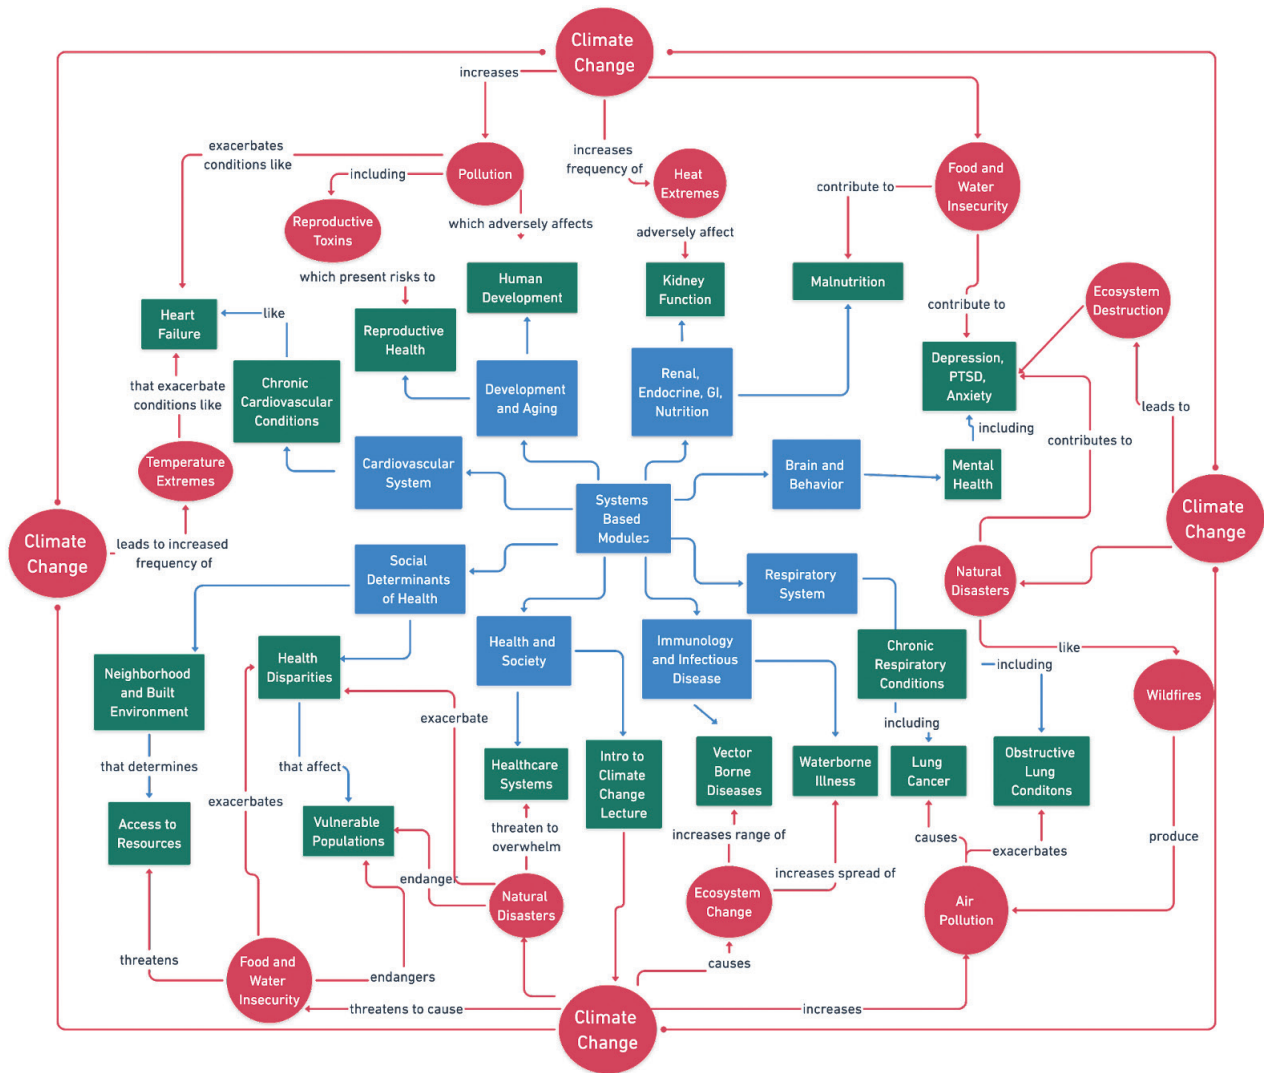 Climate
Change
increases
exacerbates
conditions like
including
Pollution
increases
frequency of
Heat
Extremes
contribute to
Food and
Water
Insecurity
Reproductive
Toxins
which adversely affects
adversely affect
which present risks to
Human
Development
Kidney
Function
Malnutrition
contribute to
Ecosystem
Destruction
Heart
Failure
like
Reproductive
Health
that exacerbate
conditions like
Chronic
Cardiovascular
Conditions
Development
and Aging
Renal,
Endocrine, GI,
Nutrition
Depression,
PTSD,
Anxiety
leads to
including
contributes to
Temperature
Extremes
Cardiovascular
System
Brain and
Behavior
Mental
Health
Systems
Based
Modules
Climate
Change
Climate
Change
leads to increased
frequency of
Social
Determinants
of Health
Respiratory
System
Natural
Disasters
Neighborhood
and Built
Environment
Health
Disparities
Health and
Society
Immunology
and Infectious
Disease
Chronic
Respiratory
Conditions
including
like
Wildfires
exacerbate
including
that determines
that affect
Healthcare
Systems
Intro to
Climate
Change
Lecture
Vector
Borne
Diseases
Waterborne
Illness
Lung
Cancer
Obstructive
Lung
Conditons
exacerbates
Access to
Resources
Vulnerable
Populations
threaten to
overwhelm
increases range of
causes
exacerbates
produce
endanger
Natural
Disasters
Ecosystem
Change
increases spread of
Air
Pollution
threatens
Food and
Water
Insecurity
endangers
causes
threatens to cause
Climate
Change
increases